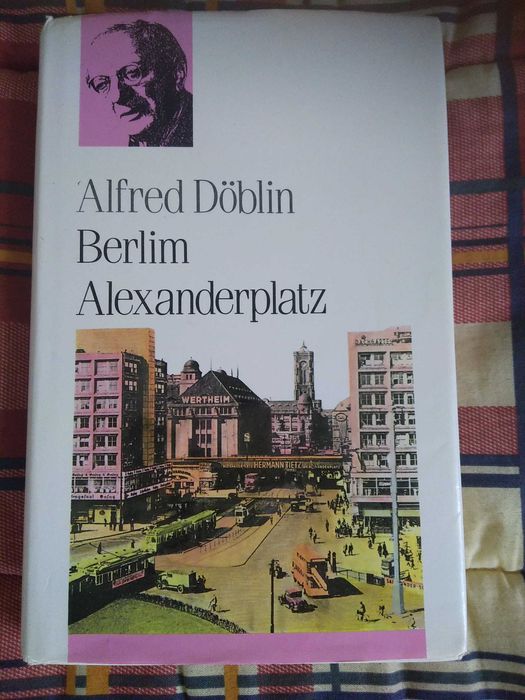 Alfred Döblin
Berlim
Alexanderplatz
WERTHEIM
HERMANN TIETZ